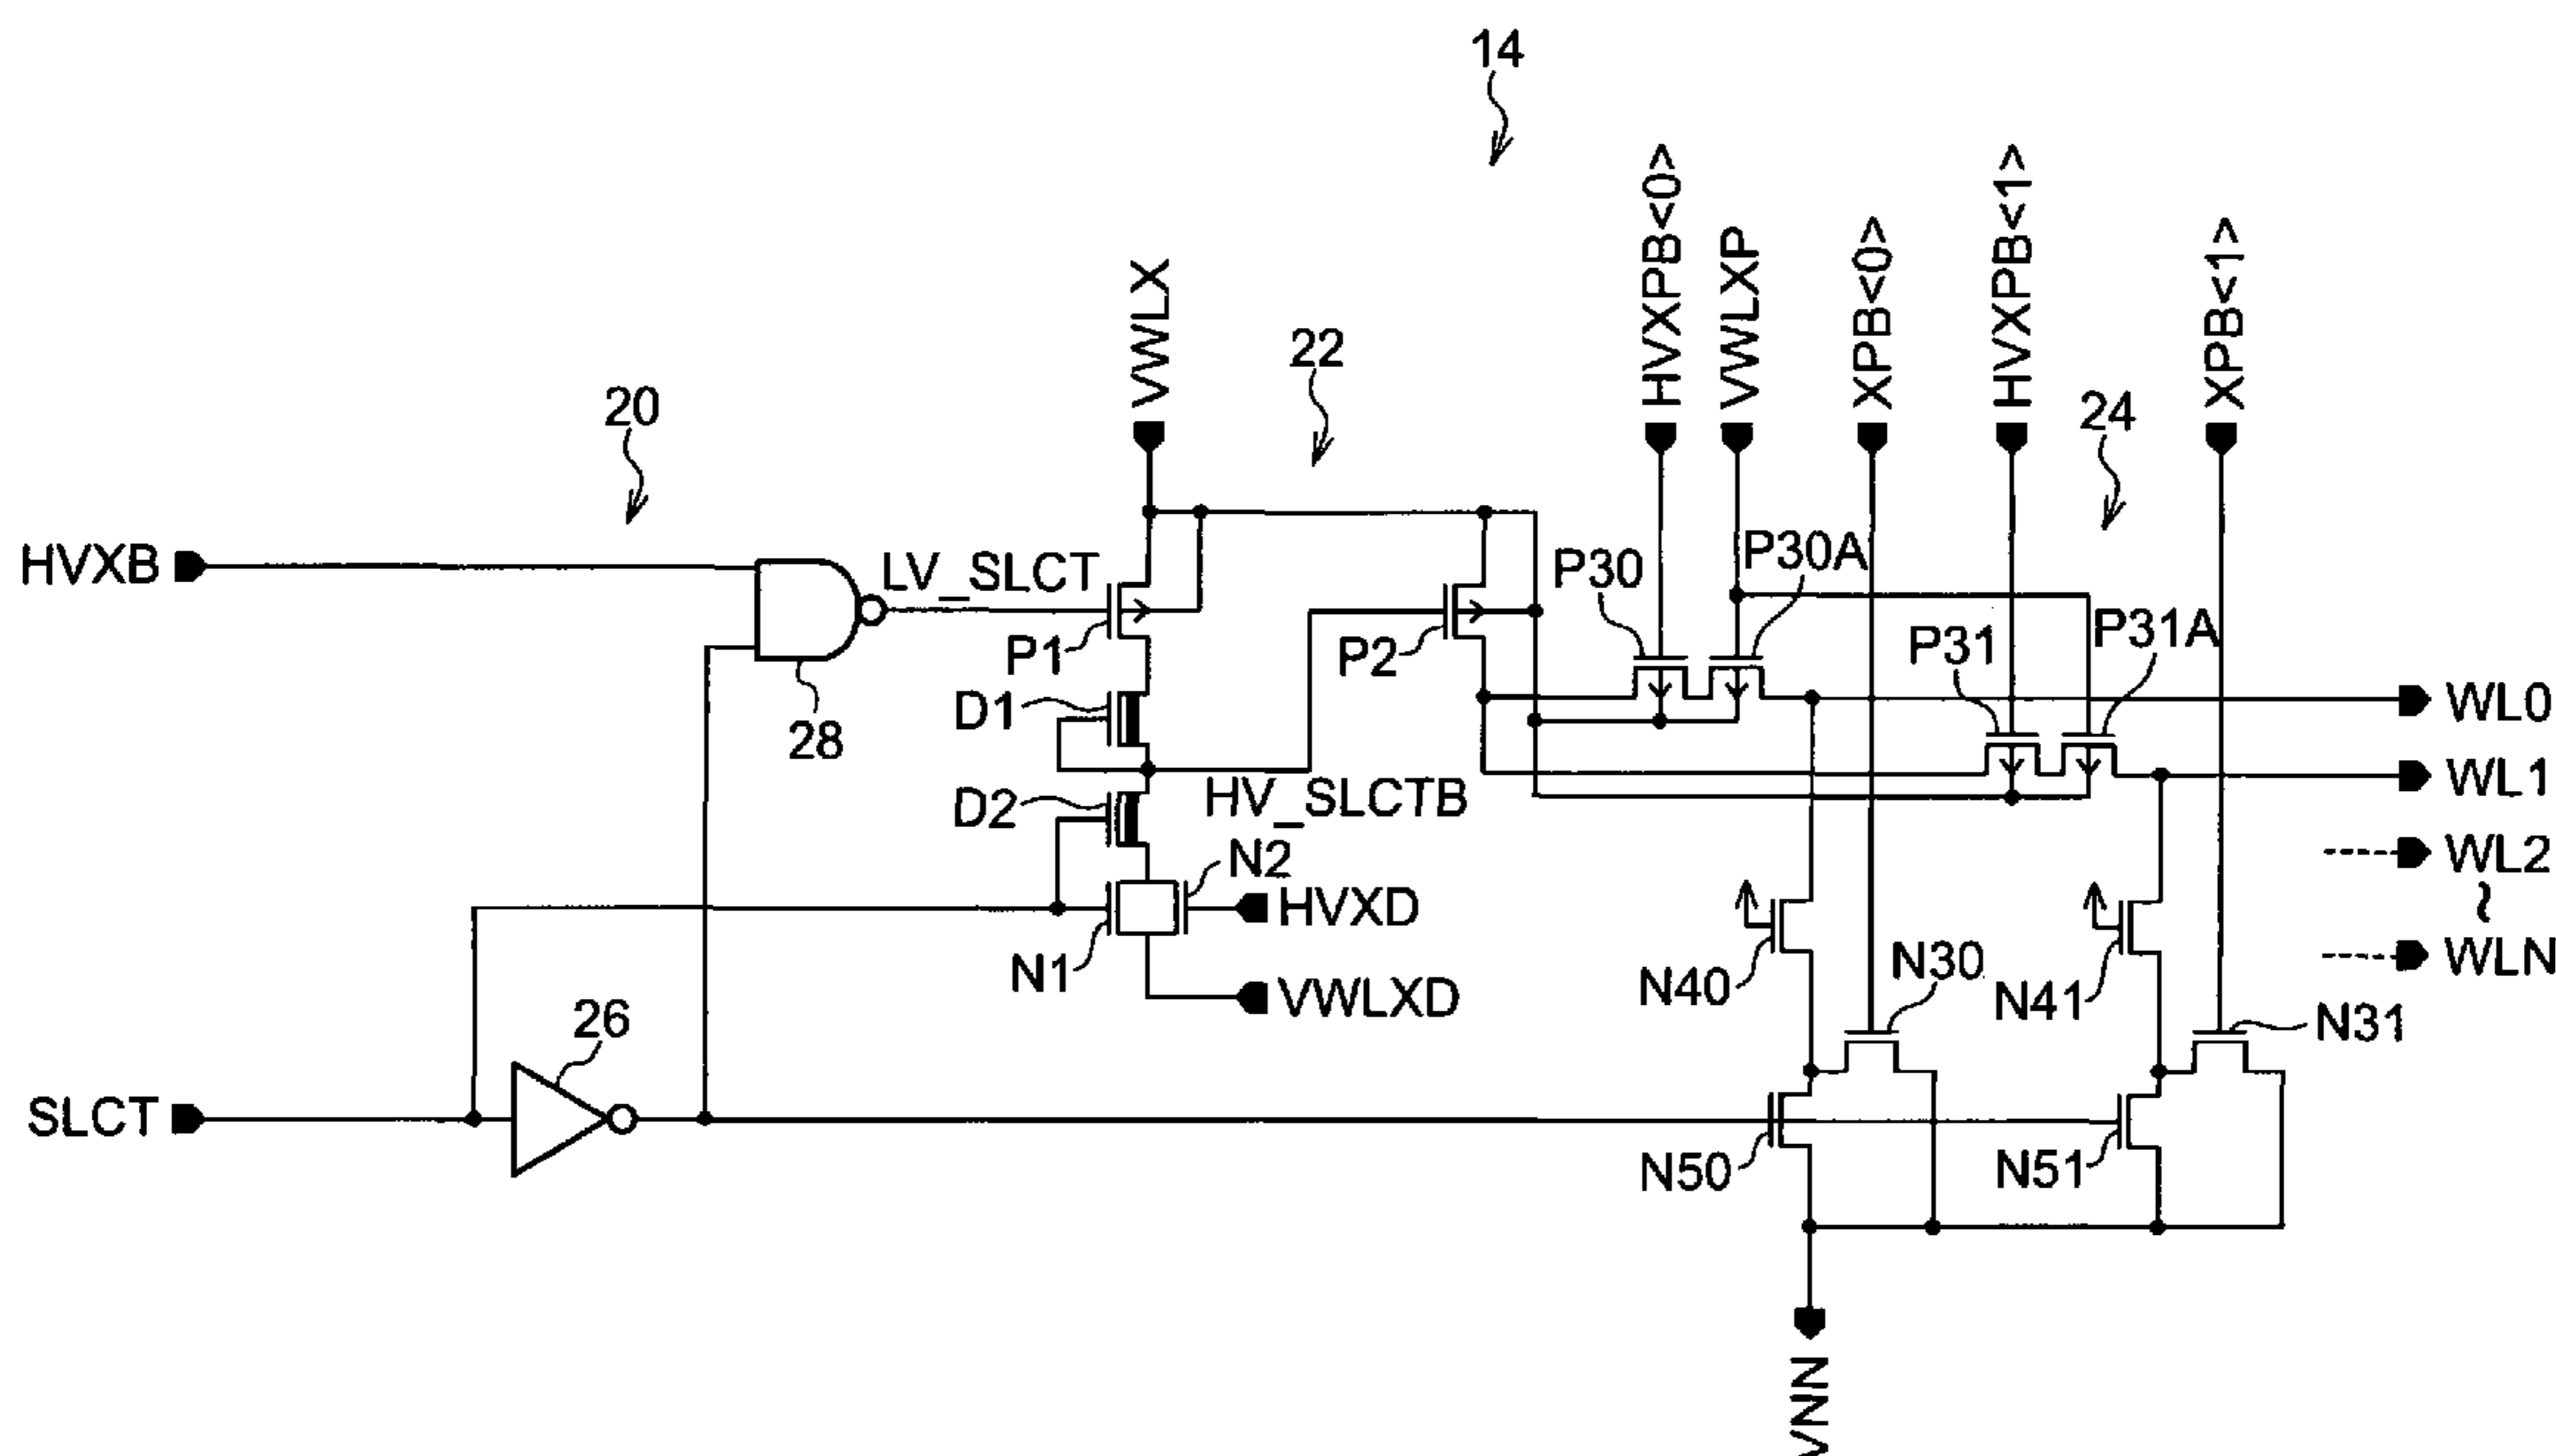 14
HVXPB<0>
VWLXP
XPB<0>
HVXPB<1>
XPB<1>
VWLX
22
20
24
HVXB
LV_SLCT
P1
P2
P30
P30A
P31
P31A
28
D1
D2
HV_SLCTB
N2
HVXD
N1
VWLXD
WL0
WL1
WL2
~
WLN
N40
N30
N41
N31
26
SLCT
N50
N51
VNN